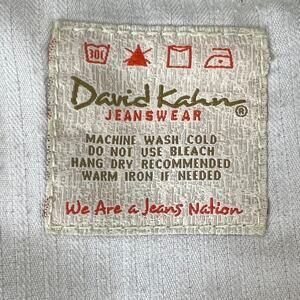 30C
David Kahn®
JEANSWEAR
MACHINE WASH COLD
DO NOT USE BLEACH
HANG DRY RECOMMENDED
WARM IRON IF NEEDED
We Are a Jeans Nation